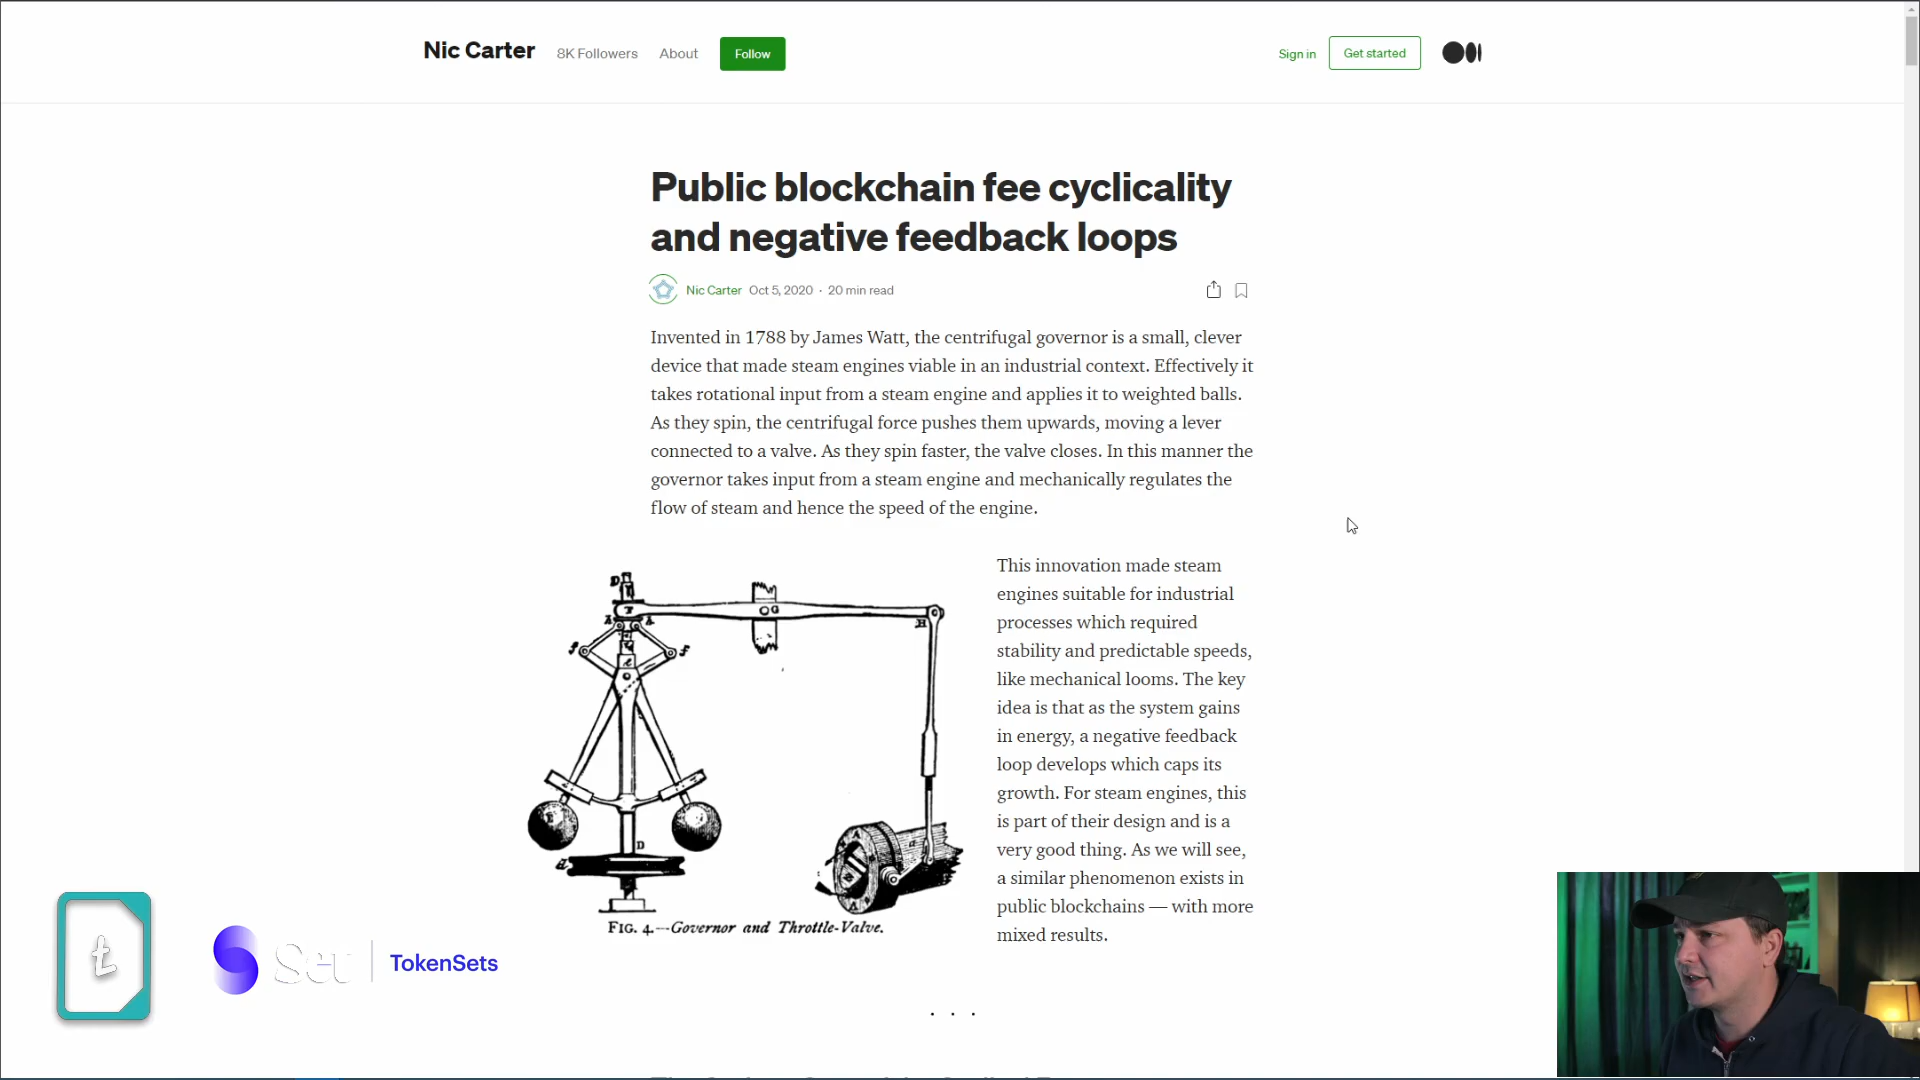 Nic Carter
8K Followers
About
Follow
Sign in
Get started
Public blockchain fee cyclicality
and negative feedback loops
Nic Carter Oct 5, 2020 · 20 min read
Invented in 1788 by James Watt, the centrifugal governor is a small, clever
device that made steam engines viable in an industrial context. Effectively it
takes rotational input from a steam engine and applies it to weighted balls.
As they spin, the centrifugal force pushes them upwards, moving a lever
connected to a valve. As they spin faster, the valve closes. In this manner the
governor takes input from a steam engine and mechanically regulates the
flow of steam and hence the speed of the engine.
This innovation made steam
engines suitable for industrial
processes which required
stability and predictable speeds,
like mechanical looms. The key
idea is that as the system gains
in energy, a negative feedback
loop develops which caps its
growth. For steam engines, this
is part of their design and is a
very good thing. As we will see,
a similar phenomenon exists in
public blockchains — with more
mixed results.
FIG. 4.--Governor and Throttle-Valve.
Set
TokenSets
. . .